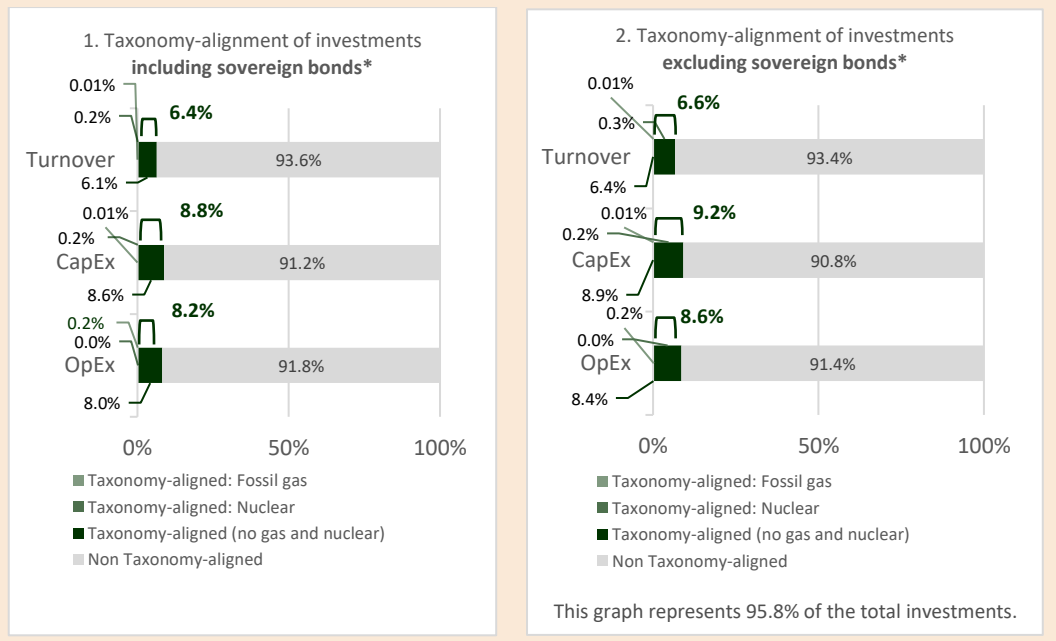 1. Taxonomy-alignment of investments
including sovereign bonds*
0.01%
6.4%
0.2%
Turnover
93.6%
6.1%
0.01%
8.8%
0.2%
CapEx
91.2%
8.6%
8.2%
0.2%
0.0%
OpEx
91.8%
8.0%
0%
50%
100%
Taxonomy-aligned: Fossil gas
Taxonomy-aligned: Nuclear
Taxonomy-aligned (no gas and nuclear)
Non Taxonomy-aligned
2. Taxonomy-alignment of investments
excluding sovereign bonds*
0.01%
6.6%
0.3%
Turnover
93.4%
6.4%
0.01%
9.2%
0.2%
CapEx
90.8%
8.9%
0.2%
8.6%
0.0%
OpEx
91.4%
8.4%
0%
50%
100%
Taxonomy-aligned: Fossil gas
Taxonomy-aligned: Nuclear
Taxonomy-aligned (no gas and nuclear)
Non Taxonomy-aligned
This graph represents 95.8% of the total investments.